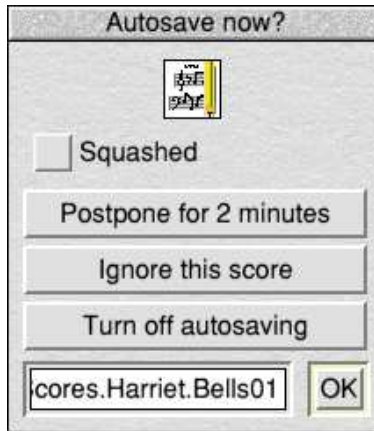 Autosave now?
Squashed
Postpone for 2 minutes
Ignore this score
Turn off autosaving
cores.Harriet.Bells01 OK